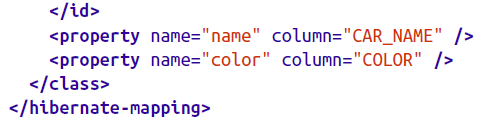 </id>
<property name="name" column="CAR_NAME" />
<property name="color" column="COLOR" />
</class>
</hibernate-mapping>